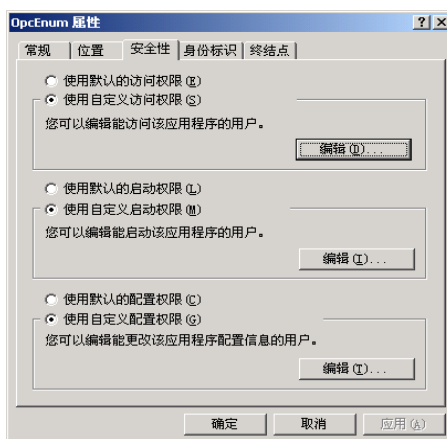 OpcEnum 属性
常规 位置 安全性 身份标识 终结点
使用默认的访问权限(E)
使用自定义访问权限(S)
您可以编辑能访问该应用程序的用户。
编辑(D)...
使用默认的启动权限(L)
使用自定义启动权限(M)
您可以编辑能启动该应用程序的用户。
编辑(I)...
使用默认的配置权限(C)
使用自定义配置权限(G)
您可以编辑能更改该应用程序配置信息的用户。
编辑(T)...
确定 取消 应用(A)